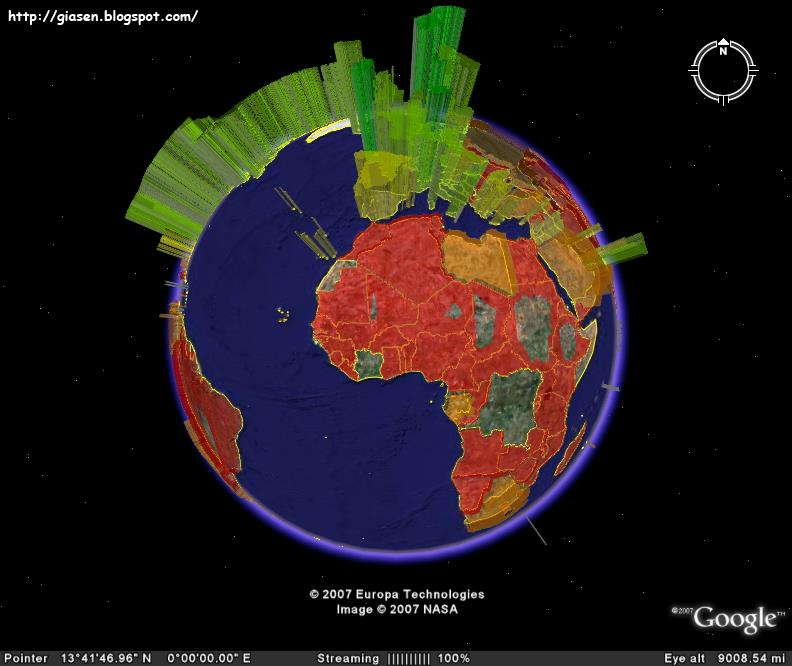 http://giasen.blogspot.com/
N
© 2007 Europa Technologies
Image © 2007 NASA
©2007 Google™
Pointer 13°41'46.96" N 0°00'00.00" E Streaming |||||||||| 100% Eye alt 9008.54 mi